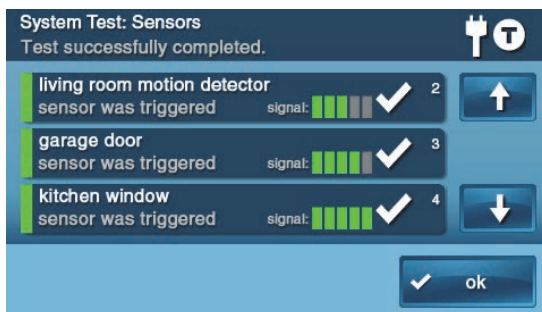 System Test: Sensors
T
Test successfully completed.
living room motion detector
2
sensor was triggered
signal:
garage door
3
sensor was triggered
signal:
kitchen window
4
sensor was triggered
signal:
ok